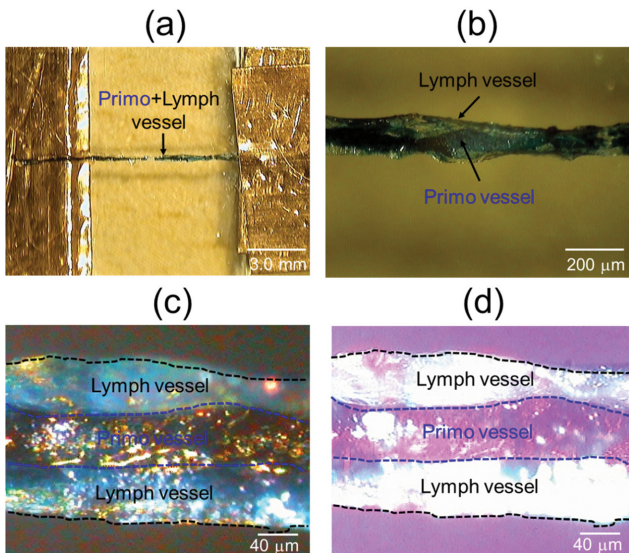 (a)
Primo+Lymph
vessel
3.0 mm
(b)
Lymph vessel
Primo vessel
200 μm
(c)
Lymph vessel
Primo vessel
Lymph vessel
40 μm
(d)
Lymph vessel
Primo vessel
Lymph vessel
40 μm